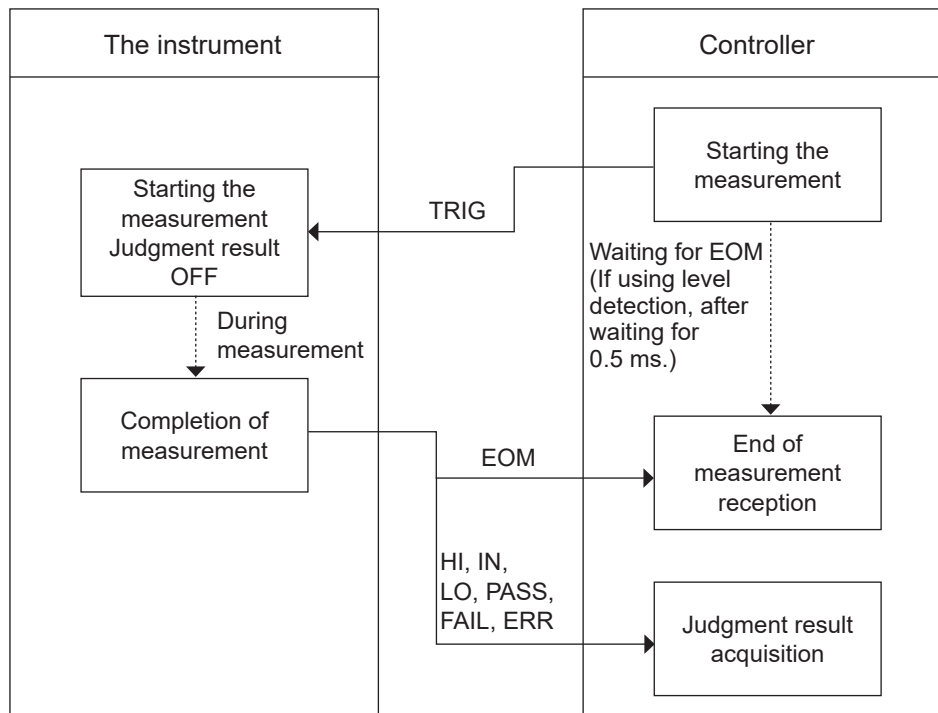 The instrument
Controller
Starting the
measurement
Starting the
measurement
Judgment result
OFF
TRIG
Waiting for EOM
(If using level
detection, after
waiting for
0.5 ms.)
During
measurement
Completion of
measurement
EOM
End of
measurement
reception
HI, IN,
LO, PASS,
FAIL, ERR
Judgment result
acquisition